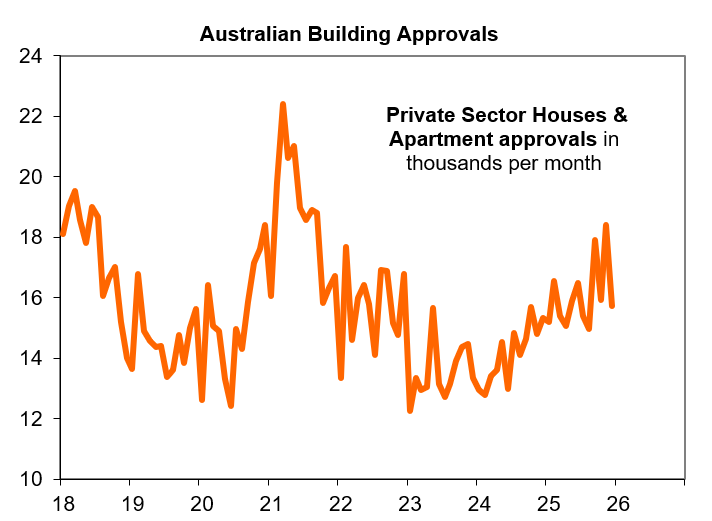 Australian Building Approvals
24
22
20
18
16
14
12
10
Private Sector Houses &
Apartment approvals in
thousands per month
18 19 20 21 22 23 24 25 26